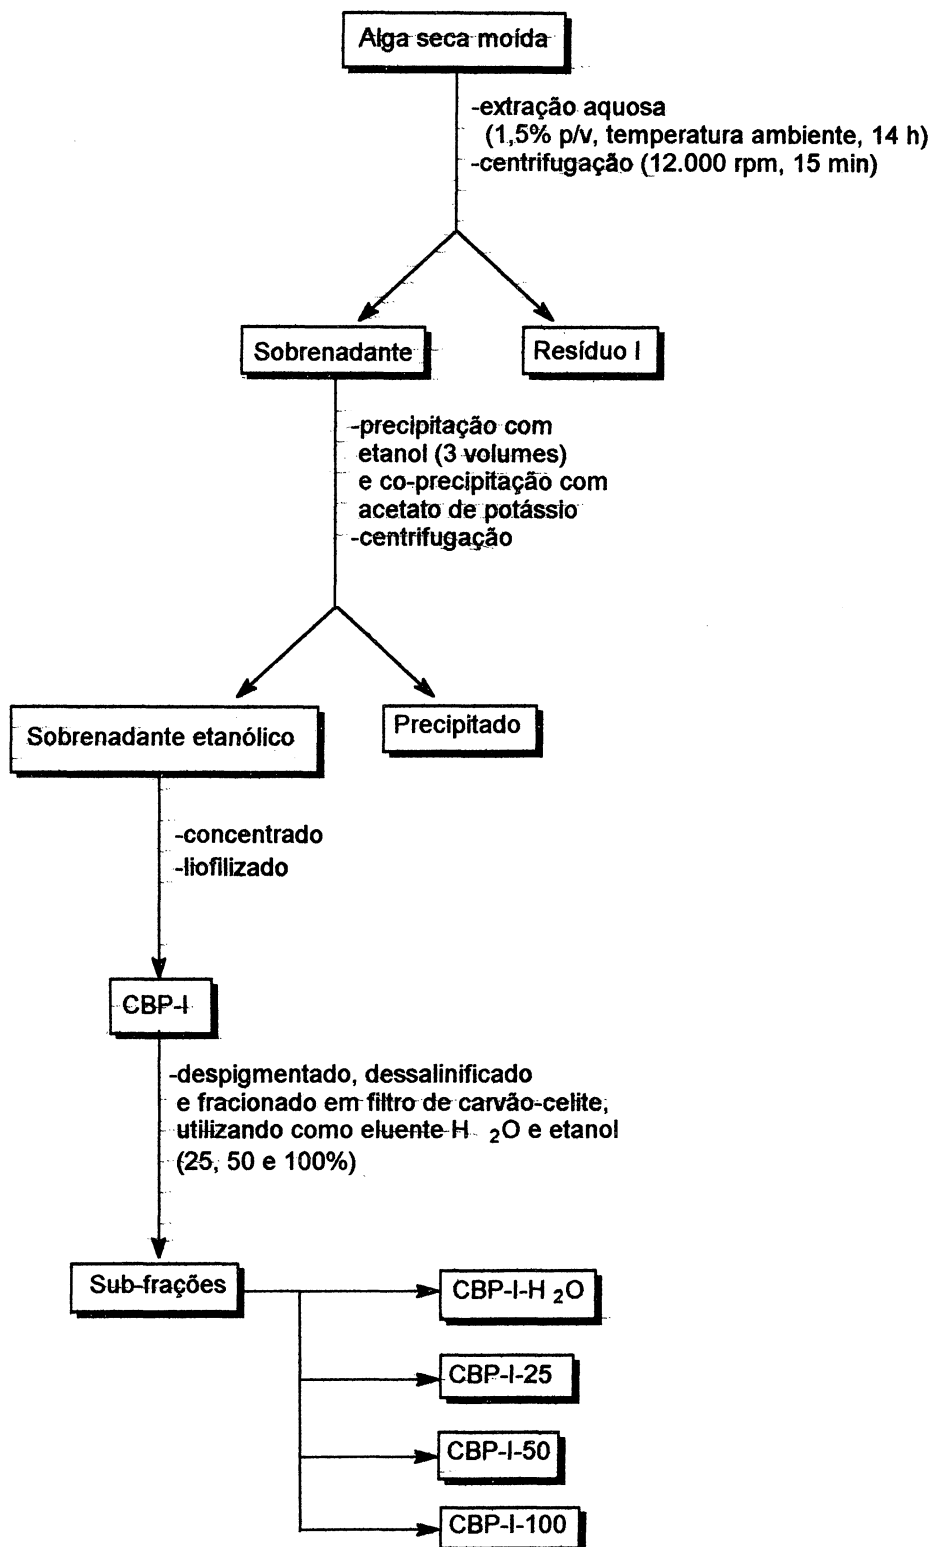 Alga seca moída
-extração aquosa
(1,5% p/v, temperatura ambiente, 14 h)
-centrifugação (12.000 rpm, 15 min)
Sobrenadante
Resíduo I
-precipitação com
etanol (3 volumes)
e co-precipitação com
acetato de potássio
-centrifugação
Sobrenadante etanólico
Precipitado
-concentrado
-liofilizado
CBP-I
-despigmentado, dessalinificado
e fracionado em filtro de carvão-celite,
utilizando como eluente H 2O e etanol
(25, 50 e 100%)
Sub-frações
CBP-I-H 2O
CBP-I-25
CBP-I-50
CBP-I-100